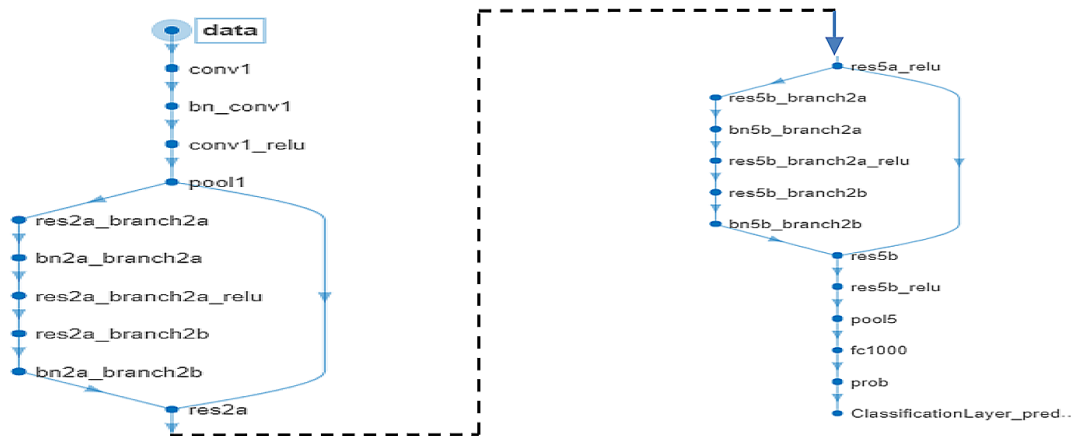 data
conv1
bn_conv1
conv1_relu
pool1
res2a_branch2a
bn2a_branch2a
res2a_branch2a_relu
res2a_branch2b
bn2a_branch2b
res2a
res5a_relu
res5b_branch2a
bn5b_branch2a
res5b_branch2a_relu
res5b_branch2b
bn5b_branch2b
res5b
res5b_relu
pool5
fc1000
prob
ClassificationLayer_pred...